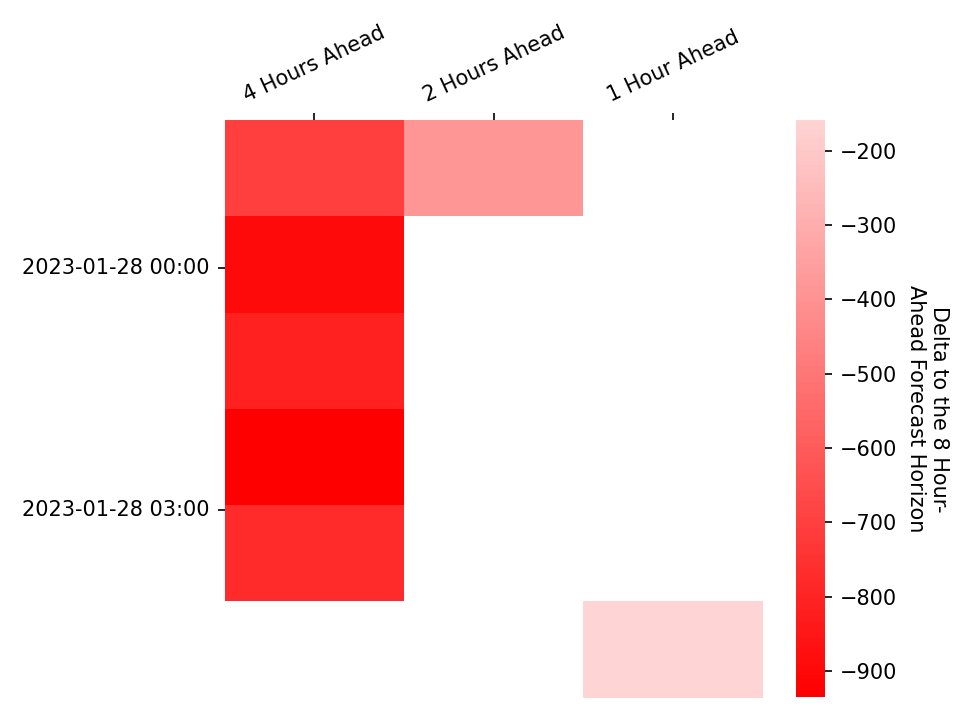 4 Hours Ahead
2 Hours Ahead
1 Hour Ahead
2023-01-28 00:00
2023-01-28 03:00
−200
−300
−400
−500
−600
−700
−800
−900
Delta to the 8 Hour-
Ahead Forecast Horizon